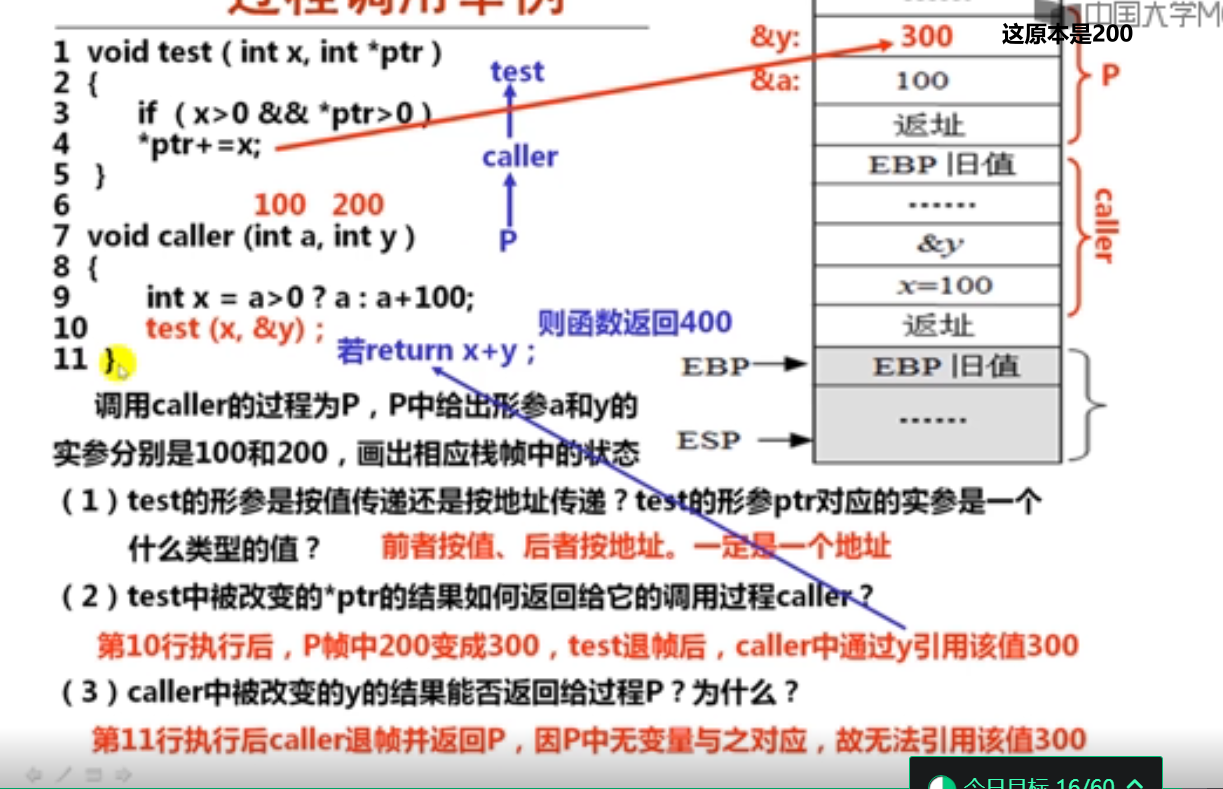 过程调用举例
中国大学M
1 void test ( int x, int *ptr )
2 {
3 if ( x>0 && *ptr>0 )
4 *ptr+=x;
5 }
6 100 200
7 void caller (int a, int y )
8 {
9 int x = a>0 ? a : a+100;
10 test (x, &y) ;
11 }
若return x+y ;
则函数返回400
test
caller
P
......
&y: 300
这原本是200
&a: 100
返址
P
EBP 旧值
......
&y
x=100
返址
caller
EBP EBP 旧值
......
ESP
调用caller的过程为P，P中给出形参a和y的
实参分别是100和200，画出相应栈帧中的状态
（1）test的形参是按值传递还是按地址传递？test的形参ptr对应的实参是一个
什么类型的值？ 前者按值、后者按地址。一定是一个地址
（2）test中被改变的*ptr的结果如何返回给它的调用过程caller？
第10行执行后，P帧中200变成300，test退帧后，caller中通过y引用该值300
（3）caller中被改变的y的结果能否返回给过程P？为什么？
第11行执行后caller退帧并返回P，因P中无变量与之对应，故无法引用该值300
今日目标 16/60